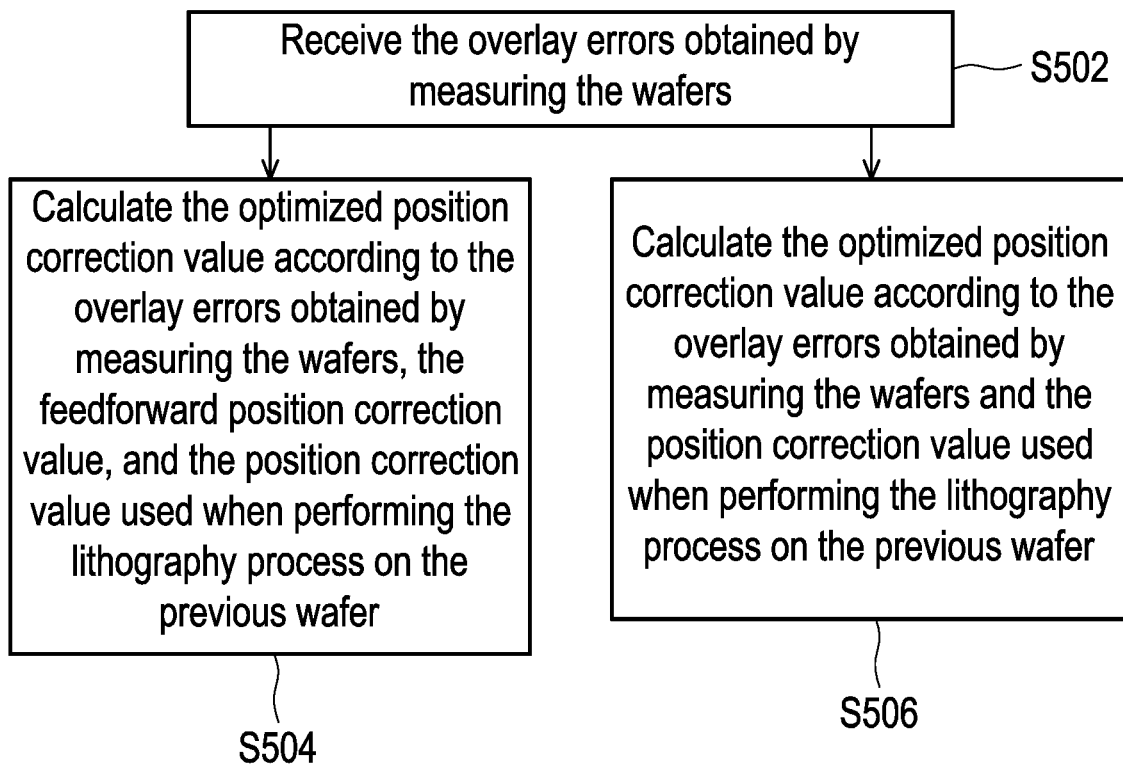 Receive the overlay errors obtained by
measuring the wafers
S502
Calculate the optimized position
correction value according to the
overlay errors obtained by
measuring the wafers, the
feedforward position correction
value, and the position correction
value used when performing the
lithography process on the
previous wafer
S504
Calculate the optimized position
correction value according to the
overlay errors obtained by
measuring the wafers and the
position correction value used
when performing the lithography
process on the previous wafer
S506